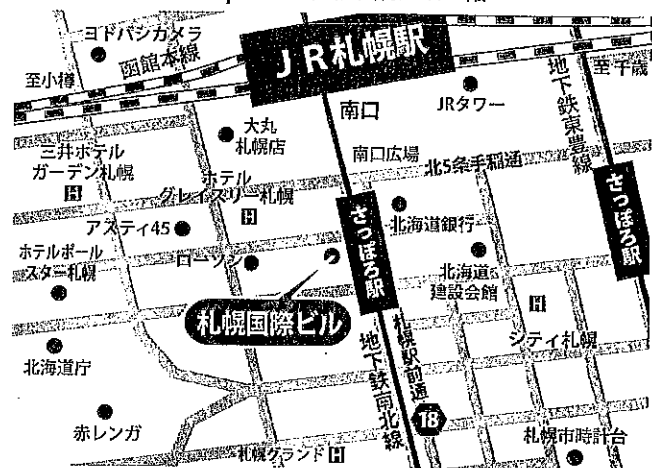 ヨドバシカメラ
函館本線
至小樽
JR札幌駅
南口
JRタワー
地下鉄東豊線
至千歳
大丸
札幌店
南口広場
北5条手稲通
三井ホテル
ガーデン札幌
H
ホテル
グレイスリー札幌
H
さっぽろ駅
さっぽろ駅
アスティ45
北海道銀行
ホテルポール
スター札幌
ローソン
北海道
建設会館
札幌国際ビル
H
シティ札幌
北海道庁
地下鉄南北線
札幌駅前通
18
赤レンガ
札幌グランド H
札幌市時計台